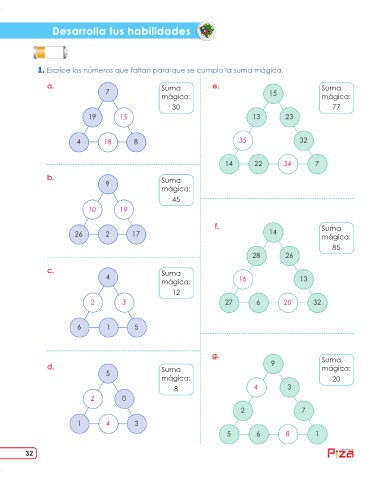 Desarrolla tus habilidades
1. Escribe los números que faltan para que se cumpla la suma mágica.
a.
7
19 15
4 18 8
Suma
mágica:
30
b.
9
10 19
26 2 17
Suma
mágica:
45
c.
4
2 3
6 1 5
Suma
mágica:
12
d.
5
2 0
1 4 3
Suma
mágica:
8
e.
15
13 23
35 32
14 22 34 7
Suma
mágica:
77
f.
14
28 26
16 13
27 6 20 32
Suma
mágica:
85
g.
9
4 3
2 7
5 6 8 1
Suma
mágica:
20
32